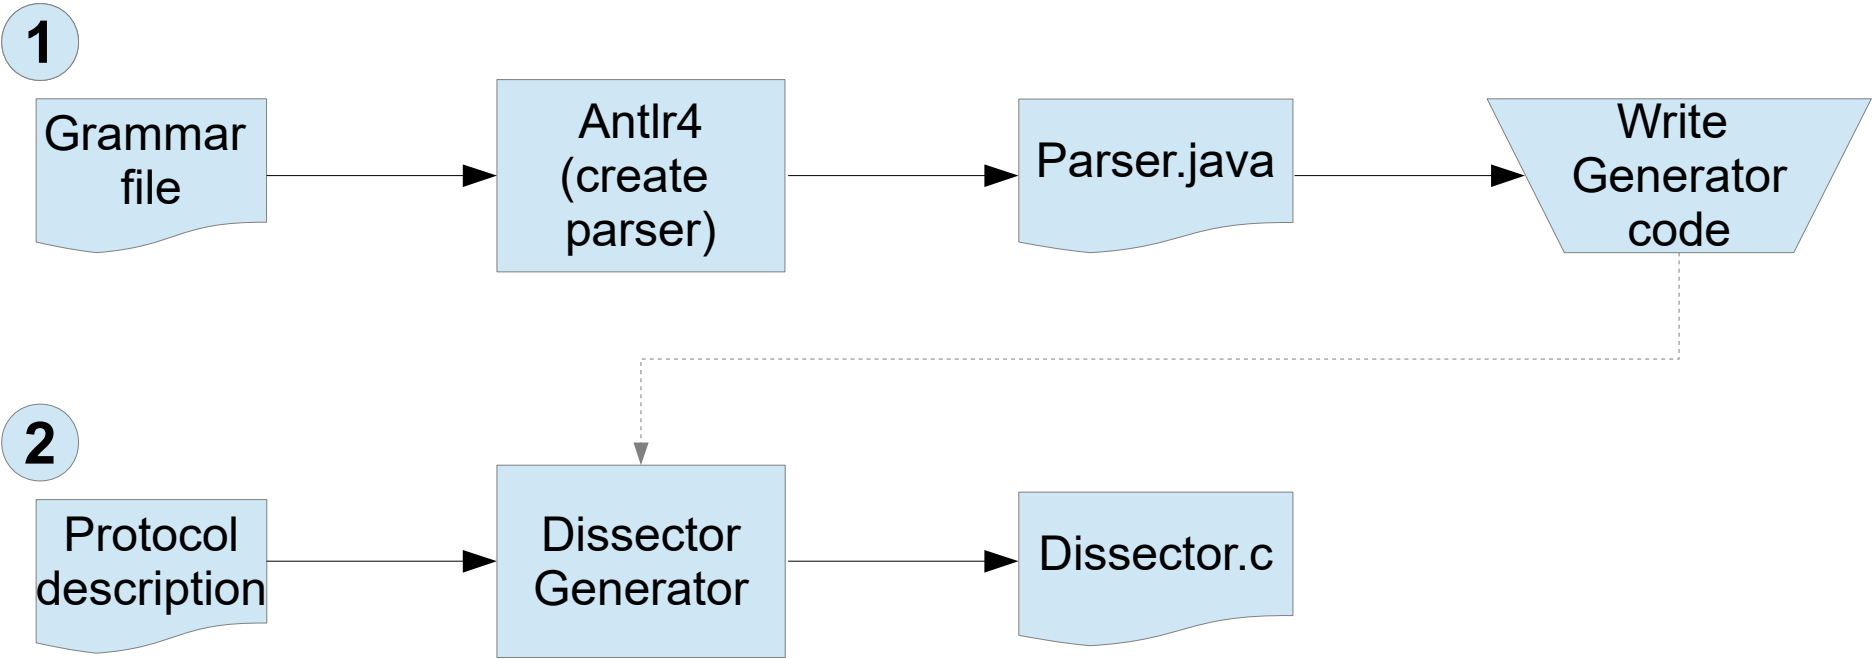 1
Grammar
file
Antlr4
(create
parser)
Parser.java
Write
Generator
code
2
Protocol
description
Dissector
Generator
Dissector.c